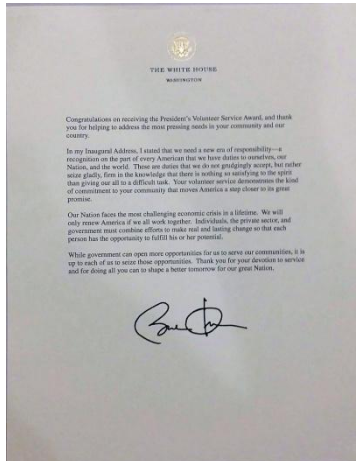 THE WHITE HOUSE
WASHINGTON
Congratulations on receiving the President's Volunteer Service Award, and thank
you for helping to address the most pressing needs in your community and our
country.
In my Inaugural Address, I stated that we need a new era of responsibility—a
recognition on the part of every American that we have duties to ourselves, our
Nation, and the world. These are duties that we do not grudgingly accept, but rather
seize gladly, firm in the knowledge that there is nothing so satisfying to the spirit
than giving our all to a difficult task. Your volunteer service demonstrates the kind
of commitment to your community that moves America a step closer to its great
promise.
Our Nation faces the most challenging economic crisis in a lifetime. We will
only renew America if we all work together. Individuals, the private sector, and
government must combine efforts to make real and lasting change so that each
person has the opportunity to fulfill his or her potential.
While government can open more opportunities for us to serve our communities, it is
up to each of us to seize those opportunities. Thank you for your devotion to service
and for doing all you can to shape a better tomorrow for our great Nation.